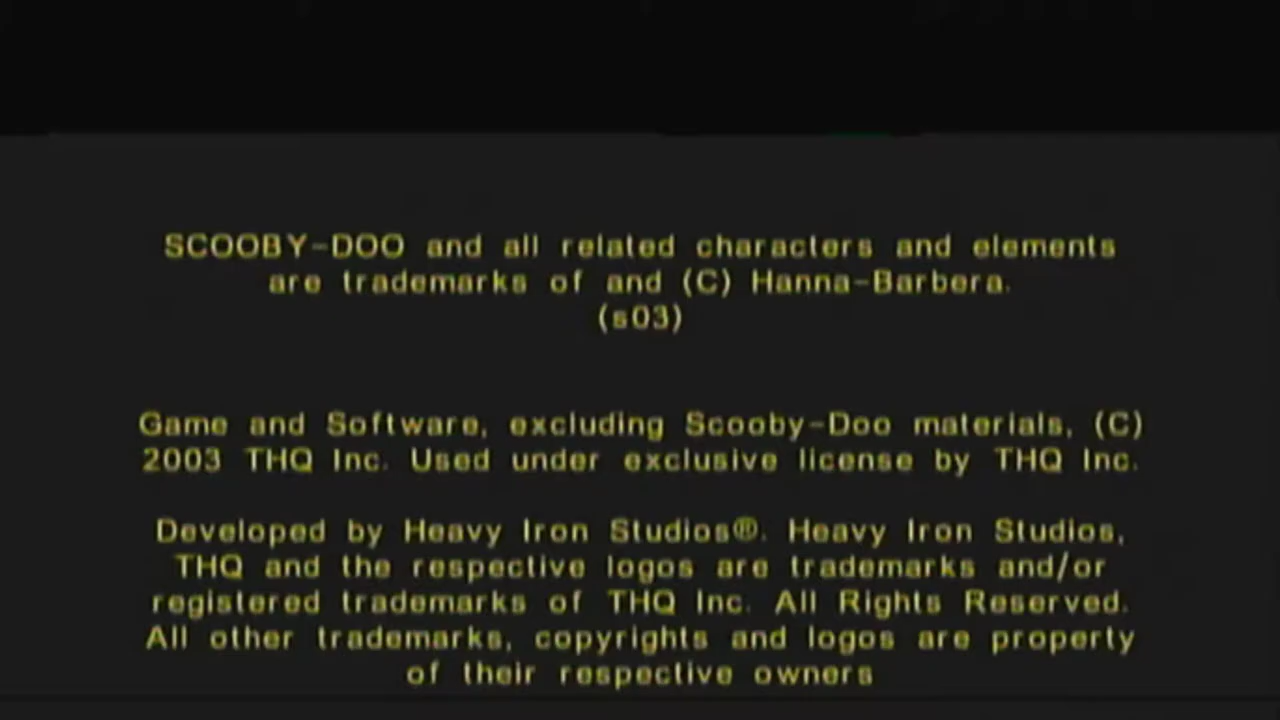 SCOOBY-DOO and all related characters and elements
are trademarks of and (C) Hanna-Barbera.
(s03)
Game and Software, excluding Scooby-Doo materials, (C)
2003 THQ Inc. Used under exclusive license by THQ Inc.
Developed by Heavy Iron Studios®. Heavy Iron Studios,
THQ and the respective logos are trademarks and/or
registered trademarks of THQ Inc. All Rights Reserved.
All other trademarks, copyrights and logos are property
of their respective owners